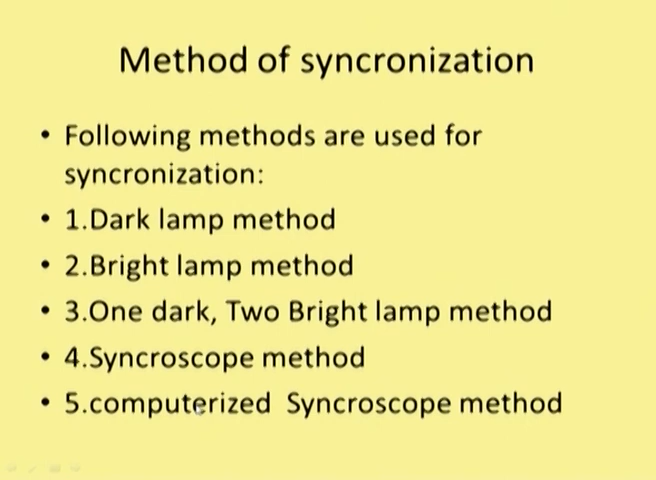 Method of syncronization
• Following methods are used for
syncronization:
• 1.Dark lamp method
• 2.Bright lamp method
• 3.One dark, Two Bright lamp method
• 4.Syncroscope method
• 5.computerized  Syncroscope method